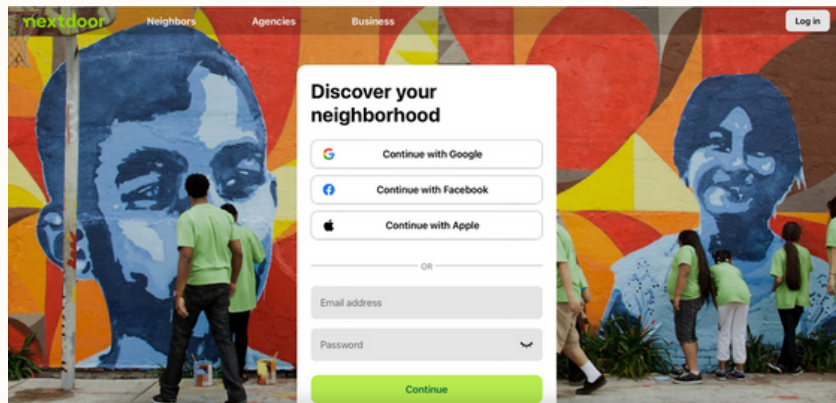 nextdoor
Neighbors
Agencies
Business
Log in
Discover your
neighborhood
Continue with Google
Continue with Facebook
Continue with Apple
OR
Email address
Password
Continue